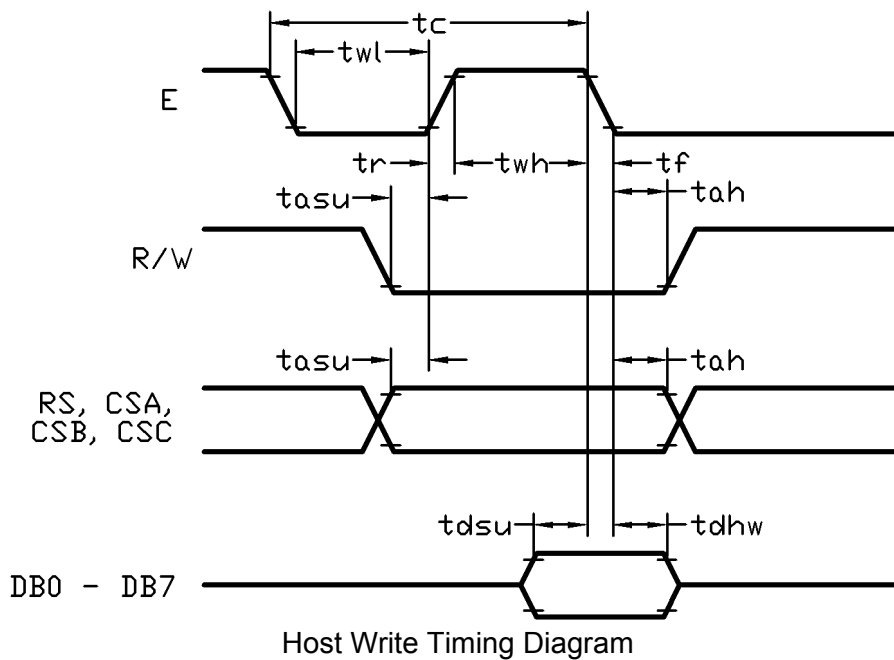 tc
twl
E
tr
twh
tf
tasu
tah
R/W
tasu
tah
RS, CSA,
CSB, CSC
tdsu
tdhw
DB0 - DB7
Host Write Timing Diagram